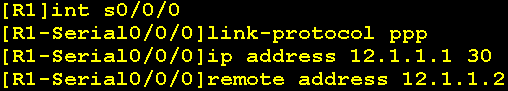 [R1]int s0/0/0
[R1-Serial0/0/0]link-protocol ppp
[R1-Serial0/0/0]ip address 12.1.1.1 30
[R1-Serial0/0/0]remote address 12.1.1.2